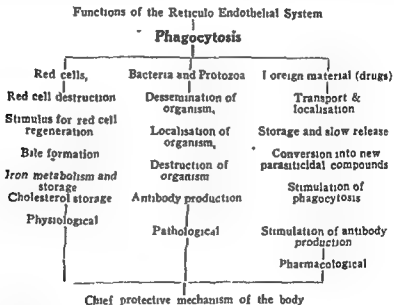 Functions of the Reticulo Endothelial System
Phagocytosis
Red cells,
Red cell destruction
Stimulus for red cell
regeneration
Bile formation
Iron metabolism and
storage
Cholesterol storage
Physiological
Bacteria and Protozoa
Dessemination of
organism,
Localisation of
organism,
Destruction of
organism
Antibody production
Pathological
Foreign material (drugs)
Transport &
localisation
Storage and slow release
Conversion into new
parasiticidal compounds
Stimulation of
phagocytosis
Stimulation of antibody
production
Pharmacological
Chief protective mechanism of the body